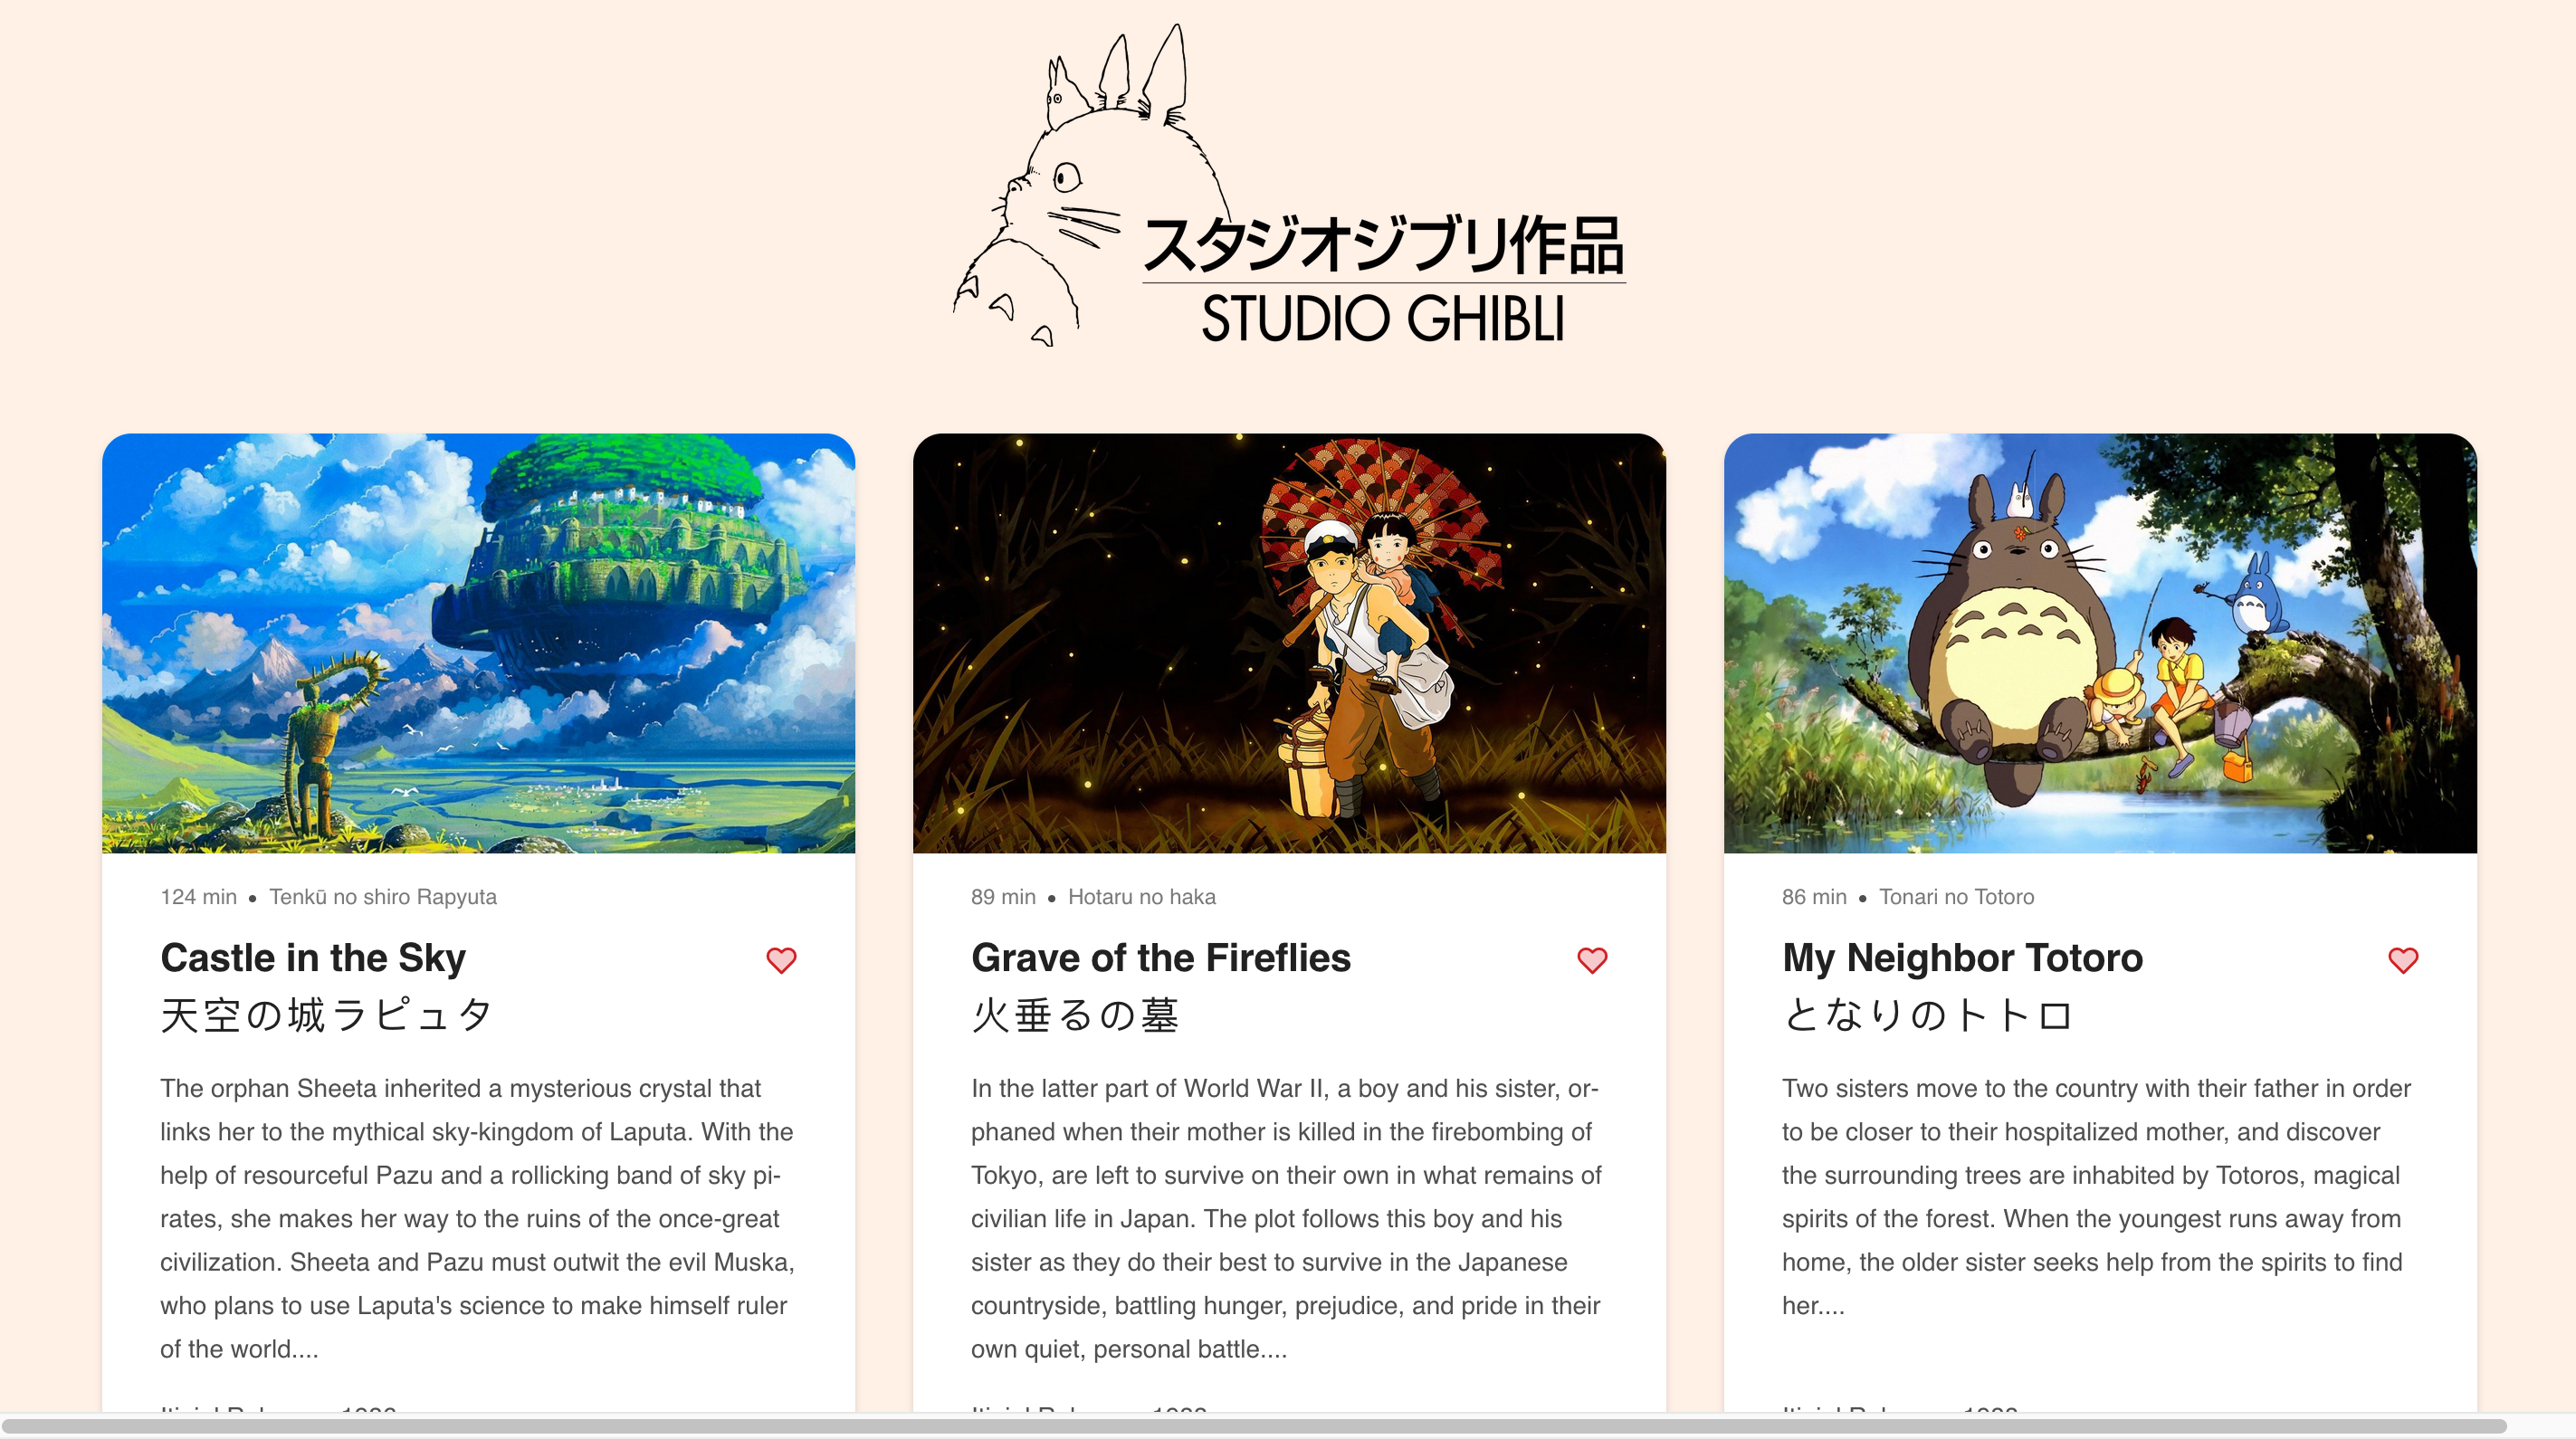 スタジオジブリ作品
STUDIO GHIBLI
124 min • Tenkū no shiro Rapyuta
Castle in the Sky
天空の城ラピュタ
The orphan Sheeta inherited a mysterious crystal that
links her to the mythical sky-kingdom of Laputa. With the
help of resourceful Pazu and a rollicking band of sky pi-
rates, she makes her way to the ruins of the once-great
civilization. Sheeta and Pazu must outwit the evil Muska,
who plans to use Laputa's science to make himself ruler
of the world....
89 min • Hotaru no haka
Grave of the Fireflies
火垂るの墓
In the latter part of World War II, a boy and his sister, or-
phaned when their mother is killed in the firebombing of
Tokyo, are left to survive on their own in what remains of
civilian life in Japan. The plot follows this boy and his
sister as they do their best to survive in the Japanese
countryside, battling hunger, prejudice, and pride in their
own quiet, personal battle....
86 min • Tonari no Totoro
My Neighbor Totoro
となりのトトロ
Two sisters move to the country with their father in order
to be closer to their hospitalized mother, and discover
the surrounding trees are inhabited by Totoros, magical
spirits of the forest. When the youngest runs away from
home, the older sister seeks help from the spirits to find
her....